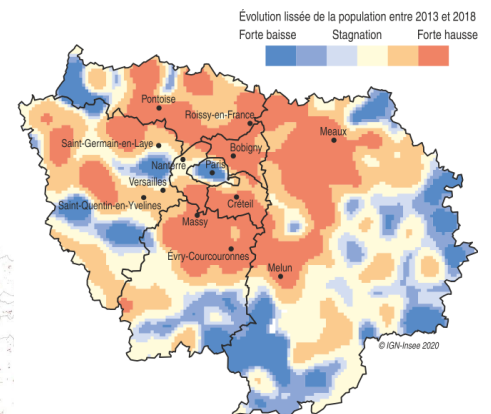 Évolution lissée de la population entre 2013 et 2018
Forte baisse Stagnation Forte hausse
Pontoise
Roissy-en-France
Meaux
Saint-Germain-en-Laye
Bobigny
Nanterre
Paris
Versailles
Saint-Quentin-en-Yvelines
Créteil
Massy
Évry-Courcouronnes
Melun
© IGN-Insee 2020